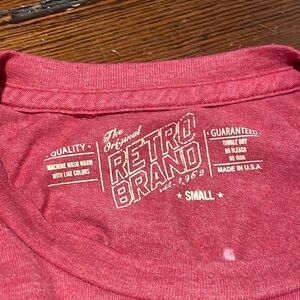 The
Original
RETRO
BRAND
est. 1962
QUALITY
MACHINE WASH WARM
WITH LIKE COLORS
GUARANTEED
TUMBLE DRY
NO BLEACH
NO IRON
MADE IN U.S.A.
★ SMALL ★